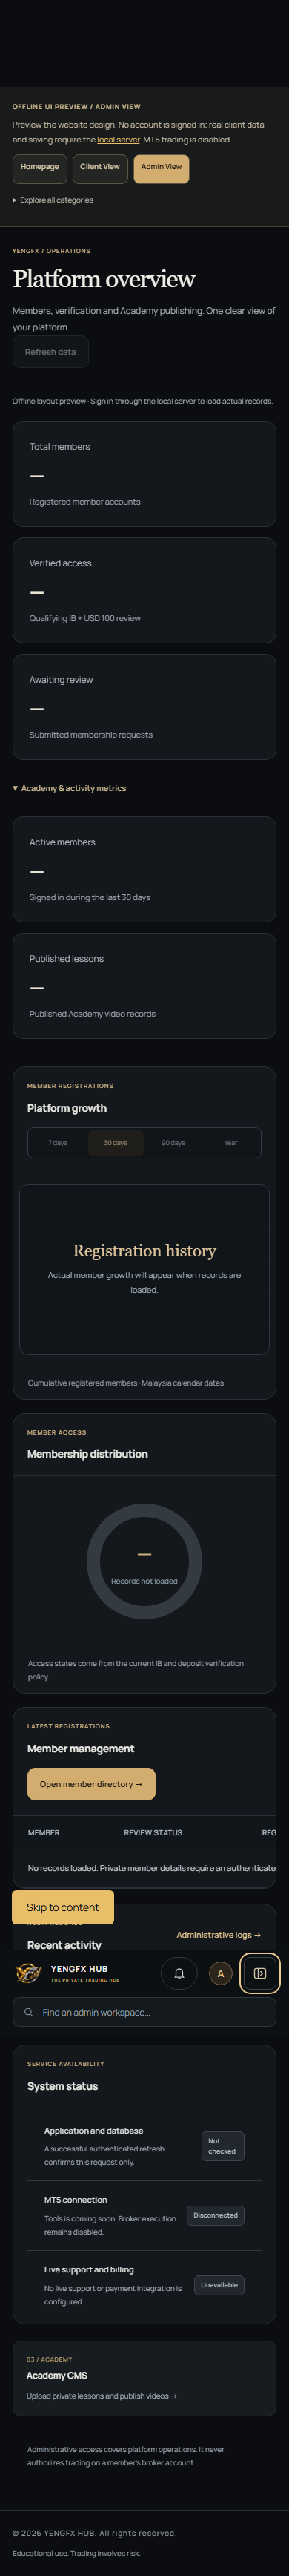 OFFLINE UI PREVIEW / ADMIN VIEW
Preview the website design. No account is signed in; real client data
and saving require the local server. MT5 trading is disabled.
Homepage
Client View
Admin View
Explore all categories
YENGFX / OPERATIONS
Platform overview
Members, verification and Academy publishing. One clear view of
your platform.
Refresh data
Offline layout preview · Sign in through the local server to load actual records.
Total members
—
Registered member accounts
Verified access
—
Qualifying IB + USD 100 review
Awaiting review
—
Submitted membership requests
Academy & activity metrics
Active members
—
Signed in during the last 30 days
Published lessons
—
Published Academy video records
MEMBER REGISTRATIONS
Platform growth
7 days
30 days
90 days
Year
Registration history
Actual member growth will appear when records are
loaded.
Cumulative registered members · Malaysia calendar dates
MEMBER ACCESS
Membership distribution
—
Records not loaded
Access states come from the current IB and deposit verification
policy.
LATEST REGISTRATIONS
Member management
Open member directory →
MEMBER
REVIEW STATUS
REG
No records loaded. Private member details require an authenticate
Skip to content
Administrative logs →
Recent activity
YENGFX HUB
THE PRIVATE TRADING HUB
A
Find an admin workspace...
SERVICE AVAILABILITY
System status
Application and database
A successful authenticated refresh
confirms this request only.
Not
checked
MT5 connection
Tools is coming soon. Broker execution
remains disabled.
Disconnected
Live support and billing
No live support or payment integration is
configured.
Unavailable
03 / ACADEMY
Academy CMS
Upload private lessons and publish videos →
Administrative access covers platform operations. It never
authorizes trading on a member's broker account.
© 2026 YENGFX HUB. All rights reserved.
Educational use. Trading involves risk.